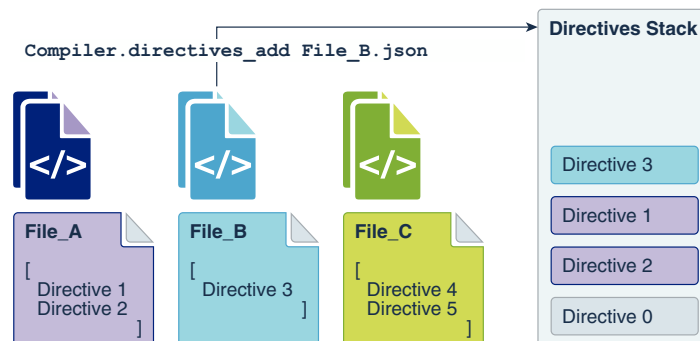 Compiler.directives_add File_B.json
Directives Stack
</>
</>
</>
File_A
[
Directive 1
Directive 2
]
File_B
[
Directive 3
]
File_C
[
Directive 4
Directive 5
]
Directive 3
Directive 1
Directive 2
Directive 0